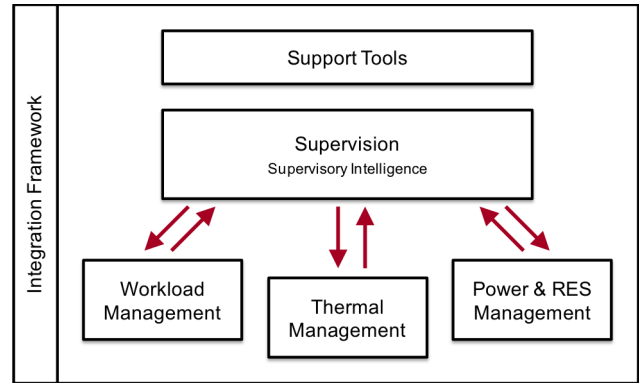 Integration Framework
Support Tools
Supervision
Supervisory Intelligence
Workload
Management
Thermal
Management
Power & RES
Management